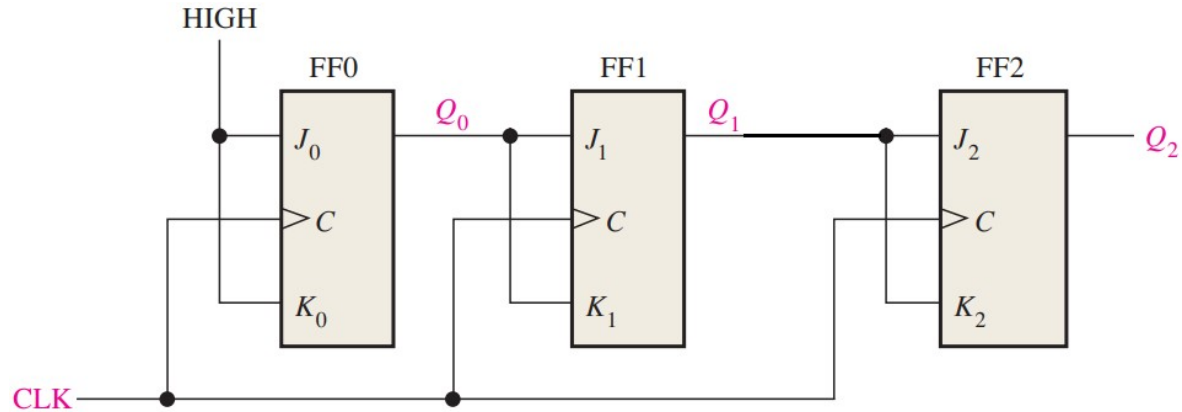 HIGH
FF0
FF1
FF2
Q₀
Q₁
J₀
J₁
J₂
Q₂
C
C
C
K₀
K₁
K₂
CLK